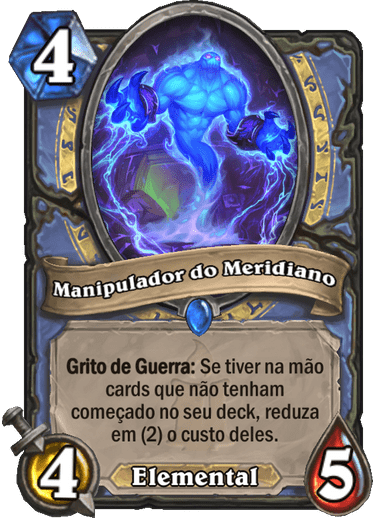 4
Manipulador do Meridiano
Grito de Guerra: Se tiver na mão
cards que não tenham
começado no seu deck, reduza
em (2) o custo deles.
4
Elemental
5